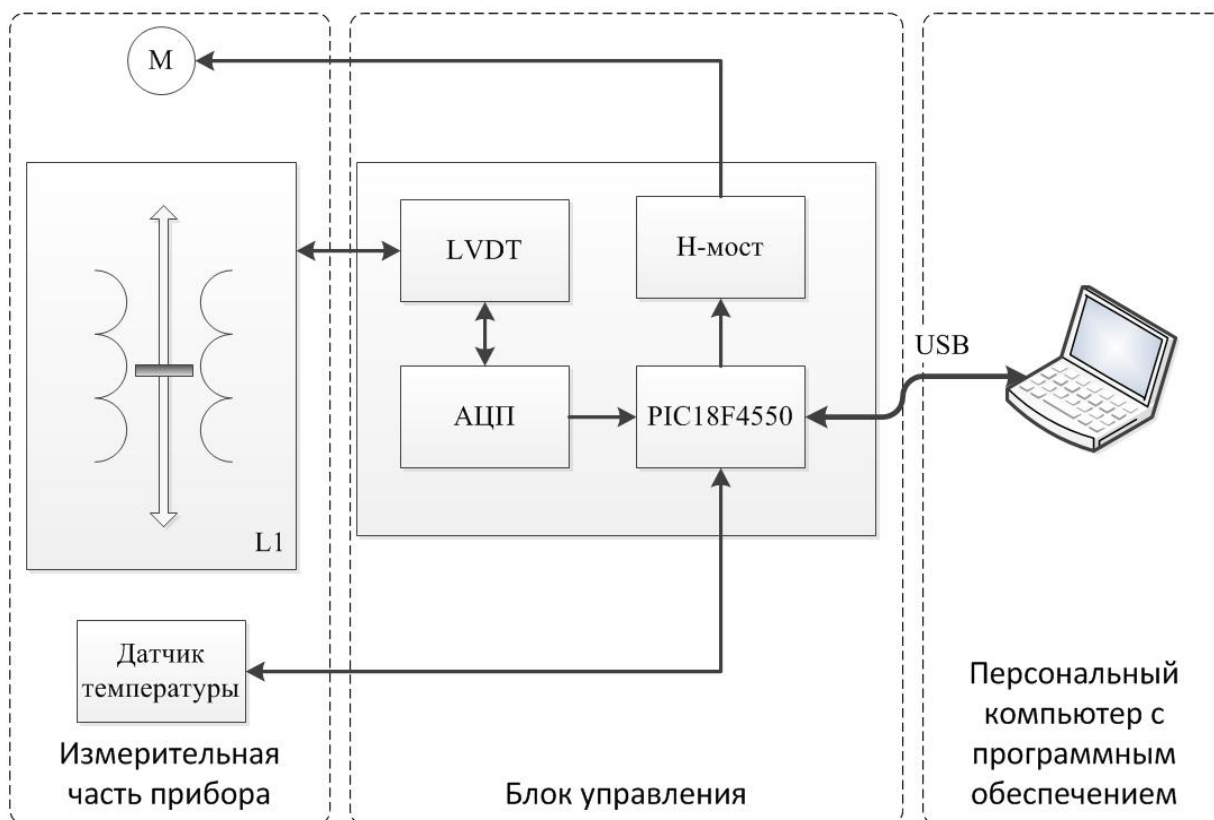 М
LVDT
Н-мост
АЦП
PIC18F4550
USB
L1
Датчик
температуры
Измерительная
часть прибора
Блок управления
Персональный
компьютер с
программным
обеспечением